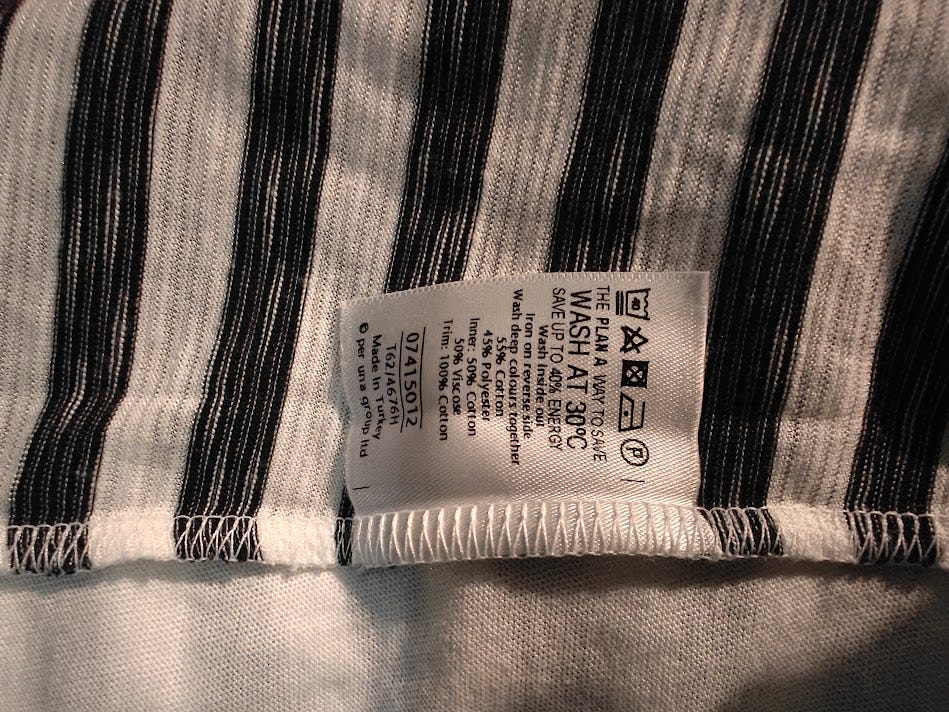 40 P
THE PLAN A WAY TO SAVE
WASH AT 30ºC
SAVE UP TO 40% ENERGY
Wash inside out
Iron on reverse side
Wash deep colours together
55% Cotton
45% Polyester
Inner: 50% Cotton
50% Viscose
Trim: 100% Cotton
07415012
T62/4676H
Made In Turkey
© per una group ltd